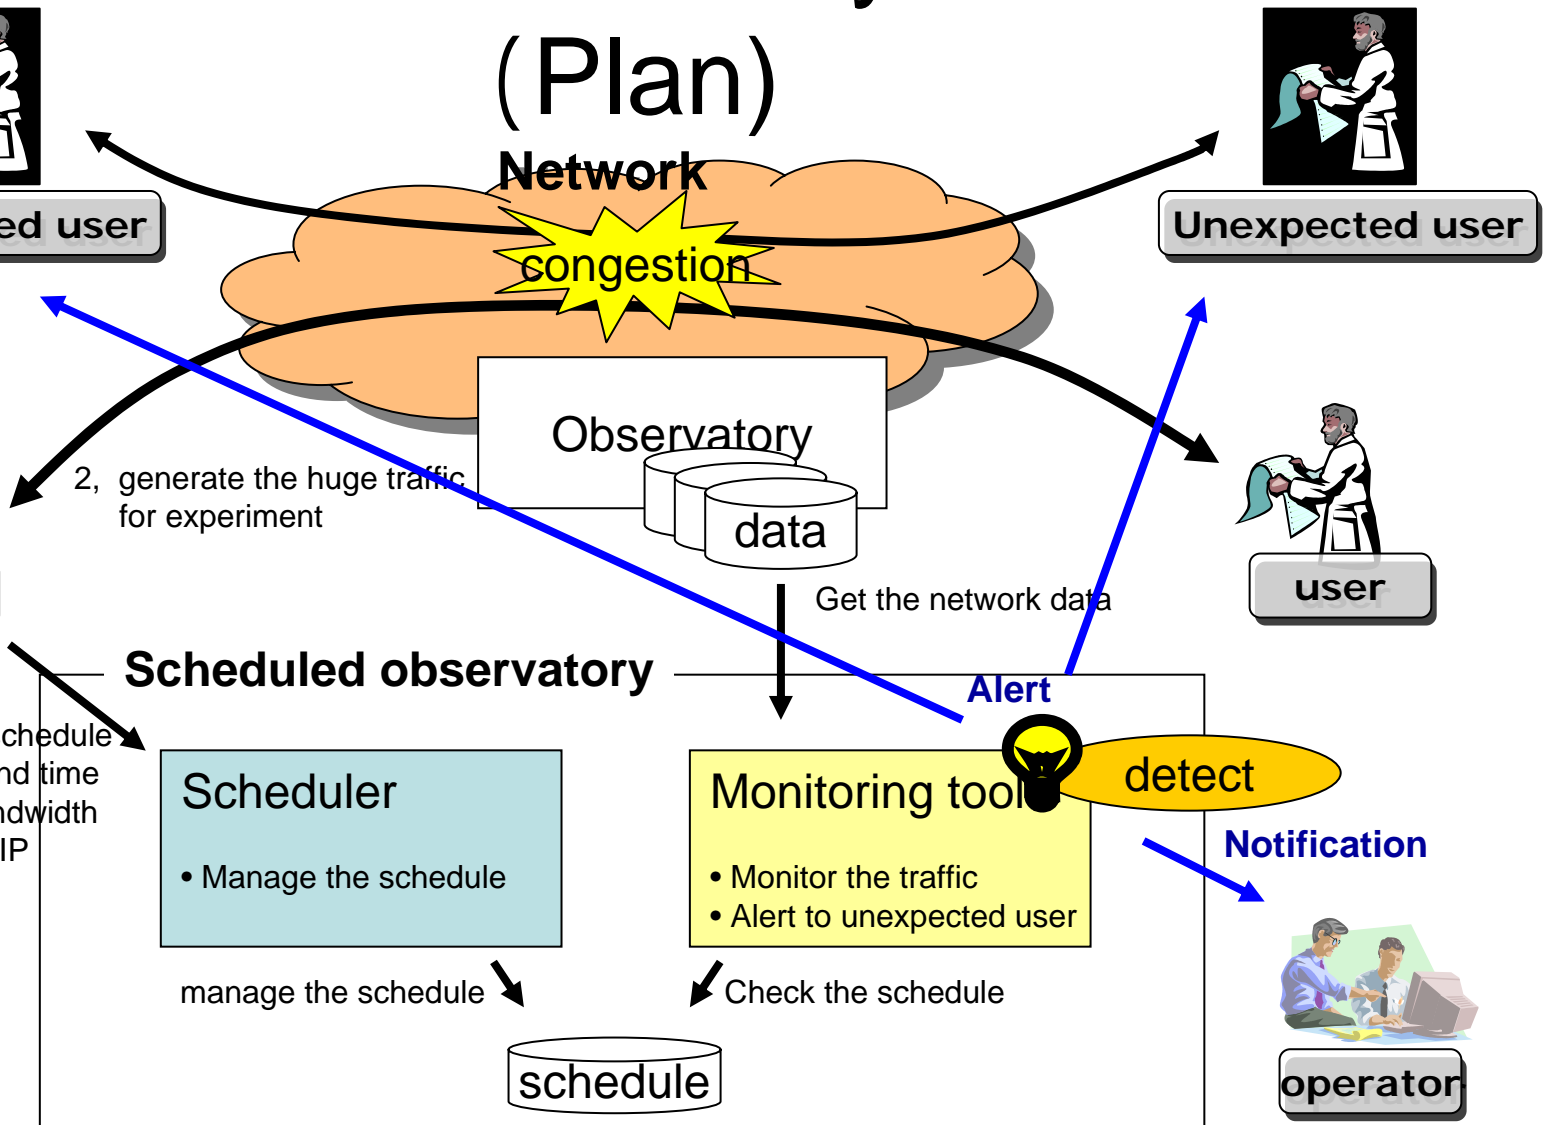 (Plan)
Network
ed user
Unexpected user
congestion
Observatory
2, generate the huge traffic
for experiment
data
user
Get the network data
Scheduled observatory
Alert
chedule
nd time
ndwidth
IP
Scheduler
• Manage the schedule
Monitoring tool
• Monitor the traffic
• Alert to unexpected user
detect
Notification
manage the schedule
Check the schedule
schedule
operator